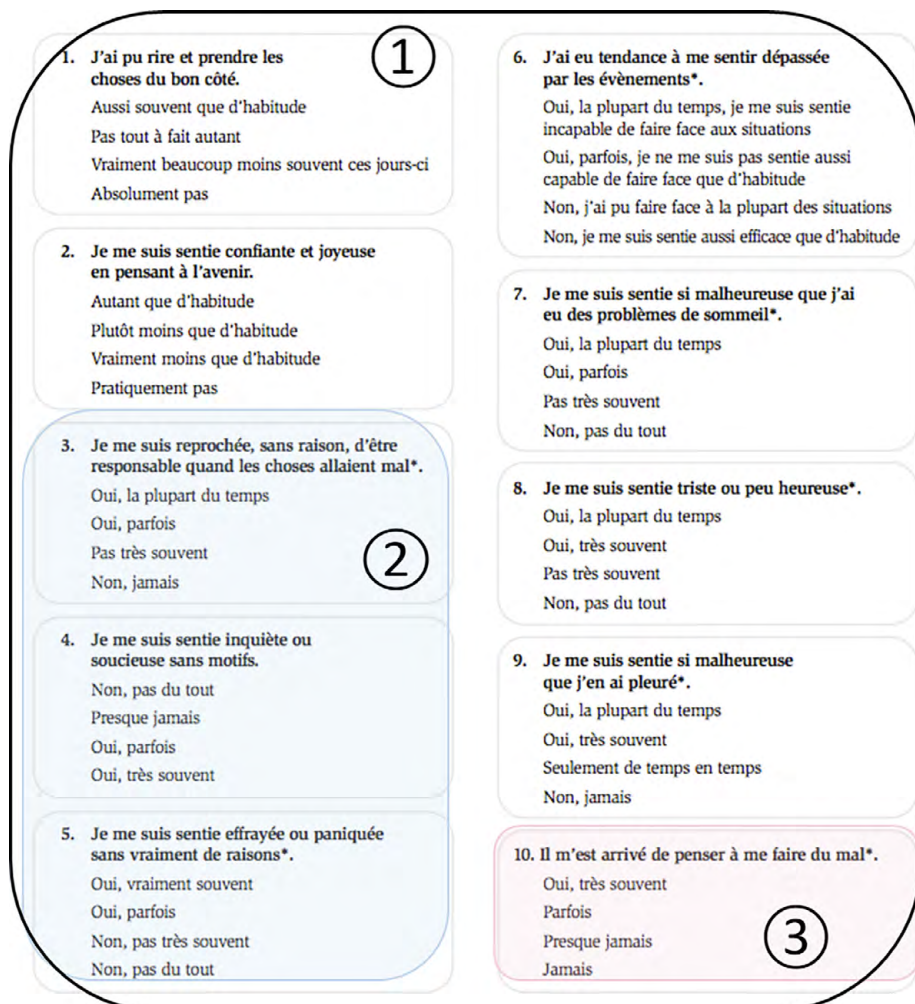 1. J'ai pu rire et prendre les
choses du bon côté.
Aussi souvent que d'habitude
Pas tout à fait autant
Vraiment beaucoup moins souvent ces jours-ci
Absolument pas
1
2. Je me suis sentie confiante et joyeuse
en pensant à l'avenir.
Autant que d'habitude
Plutôt moins que d'habitude
Vraiment moins que d'habitude
Pratiquement pas
3. Je me suis reprochée, sans raison, d'être
responsable quand les choses allaient mal*.
Oui, la plupart du temps
Oui, parfois
Pas très souvent
Non, jamais
2
4. Je me suis sentie inquiète ou
soucieuse sans motifs.
Non, pas du tout
Presque jamais
Oui, parfois
Oui, très souvent
5. Je me suis sentie effrayée ou paniquée
sans vraiment de raisons*.
Oui, vraiment souvent
Oui, parfois
Non, pas très souvent
Non, pas du tout
6. J'ai eu tendance à me sentir dépassée
par les évènements*.
Oui, la plupart du temps, je me suis sentie
incapable de faire face aux situations
Oui, parfois, je ne me suis pas sentie aussi
capable de faire face que d'habitude
Non, j'ai pu faire face à la plupart des situations
Non, je me suis sentie aussi efficace que d'habitude
7. Je me suis sentie si malheureuse que j'ai
eu des problèmes de sommeil*.
Oui, la plupart du temps
Oui, parfois
Pas très souvent
Non, pas du tout
8. Je me suis sentie triste ou peu heureuse*.
Oui, la plupart du temps
Oui, très souvent
Pas très souvent
Non, pas du tout
9. Je me suis sentie si malheureuse
que j'en ai pleuré*.
Oui, la plupart du temps
Oui, très souvent
Seulement de temps en temps
Non, jamais
10. Il m'est arrivé de penser à me faire du mal*.
Oui, très souvent
Parfois
Presque jamais
Jamais
3